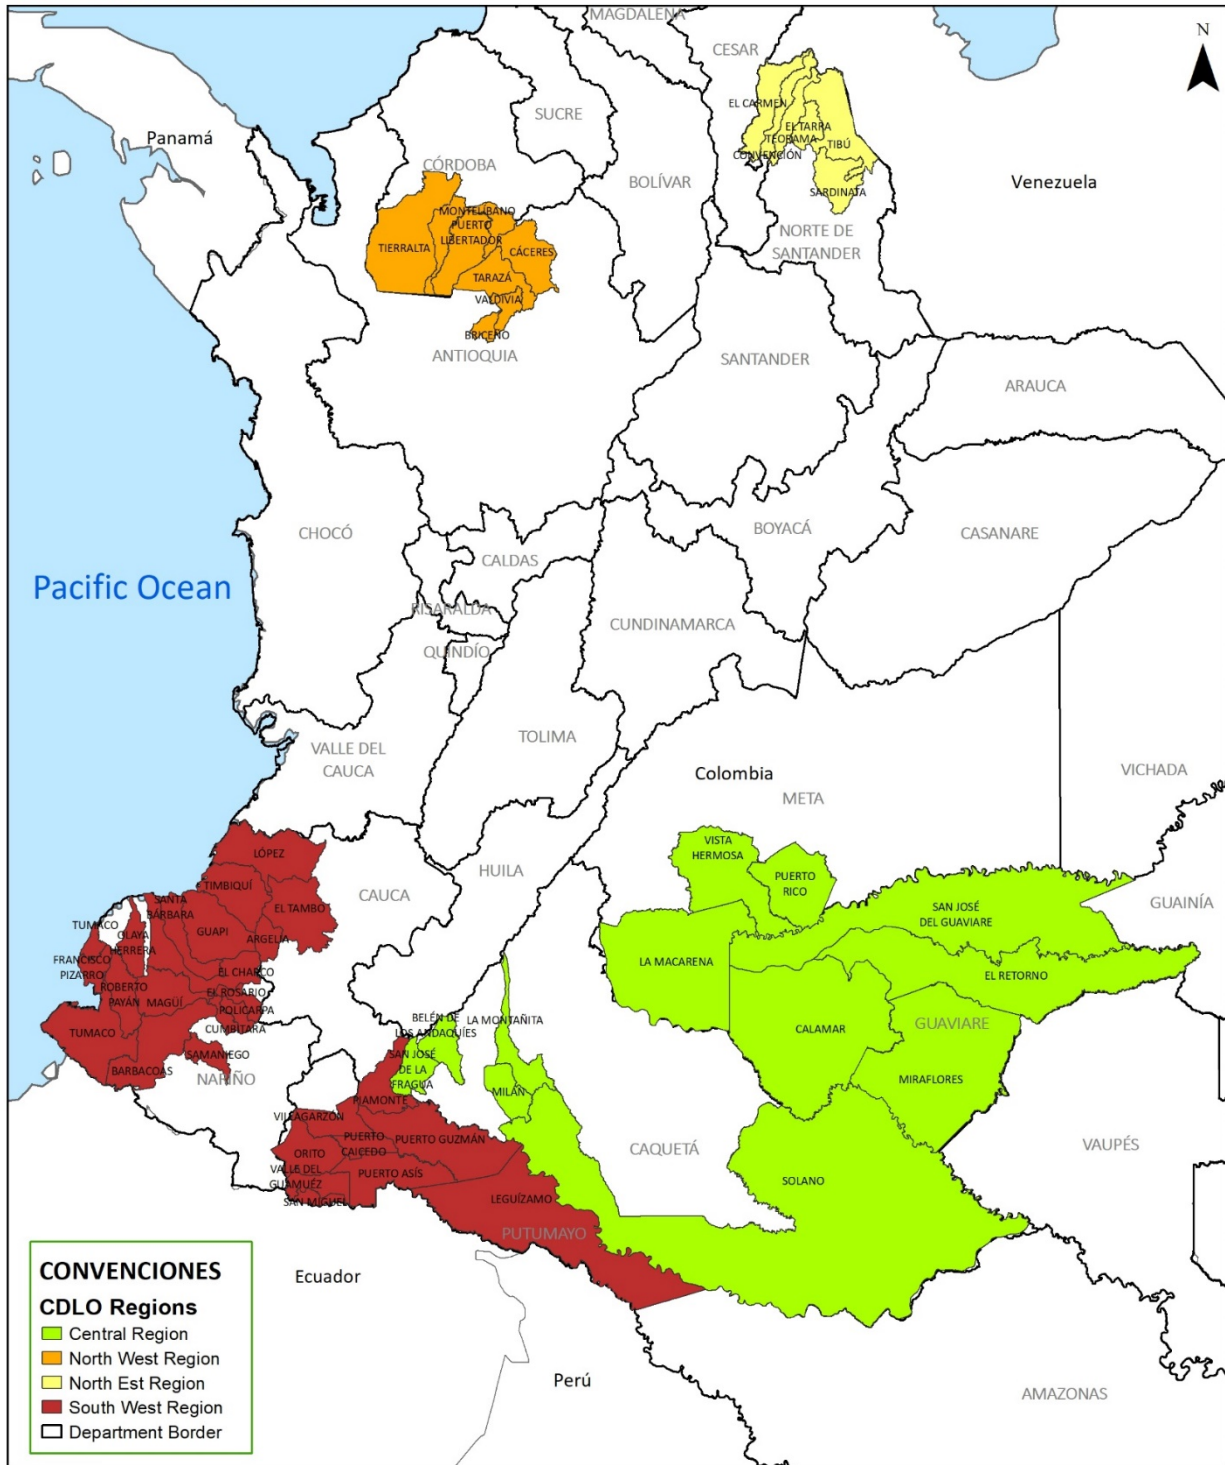 MAGDALENA
N
CESAR
EL CARMEN
SUCRE
EL TARRA
TEORAMA
TIBÚ
CONVENCIÓN
Panamá
CÓRDOBA
BOLÍVAR
Venezuela
SARDINATA
MONTELÍBANO
PUERTO
LIBERTADOR
TIERRALTA
CÁCERES
NORTE DE
SANTANDER
TARAZÁ
VALDIVIA
BRICEÑO
ANTIOQUIA
SANTANDER
ARAUCA
CHOCÓ
BOYACÁ
CASANARE
CALDAS
Pacific Ocean
RISARALDA
CUNDINAMARCA
QUINDÍO
VALLE DEL
CAUCA
TOLIMA
Colombia
VICHADA
META
VISTA
HERMOSA
LÓPEZ
HUILA
PUERTO
RICO
TIMBIQUÍ
CAUCA
SANTA
BÁRBARA
EL TAMBO
GUAINÍA
SAN JOSÉ
DEL GUAVIARE
TUMACO
OLAYA
HERRERA
GUAPI
ARGELIA
FRANCISCO
PIZARRO
LA MACARENA
EL CHARCO
EL RETORNO
ROBERTO
PAYÁN
MAGÜÍ
EL ROSARIO
POLICARPA
CUMBITARA
BELÉN DE
LOS ANDAQUÍES
LA MONTAÑITA
TUMACO
CALAMAR
GUAVIARE
SAMANIEGO
BARBACOAS
NARIÑO
SAN JOSÉ
DE LA
FRAGUA
MIRAFLORES
MILÁN
PIAMONTE
VILLAGARZÓN
PUERTO
CAICEDO
PUERTO GUZMÁN
CAQUETÁ
VAUPÉS
ORITO
VALLE DEL
GUAMUÉZ
PUERTO ASÍS
SOLANO
SAN MIGUEL
LEGUÍZAMO
PUTUMAYO
Ecuador
Perú
AMAZONAS
CONVENCIONES
CDLO Regions
Central Region
North West Region
North Est Region
South West Region
Department Border